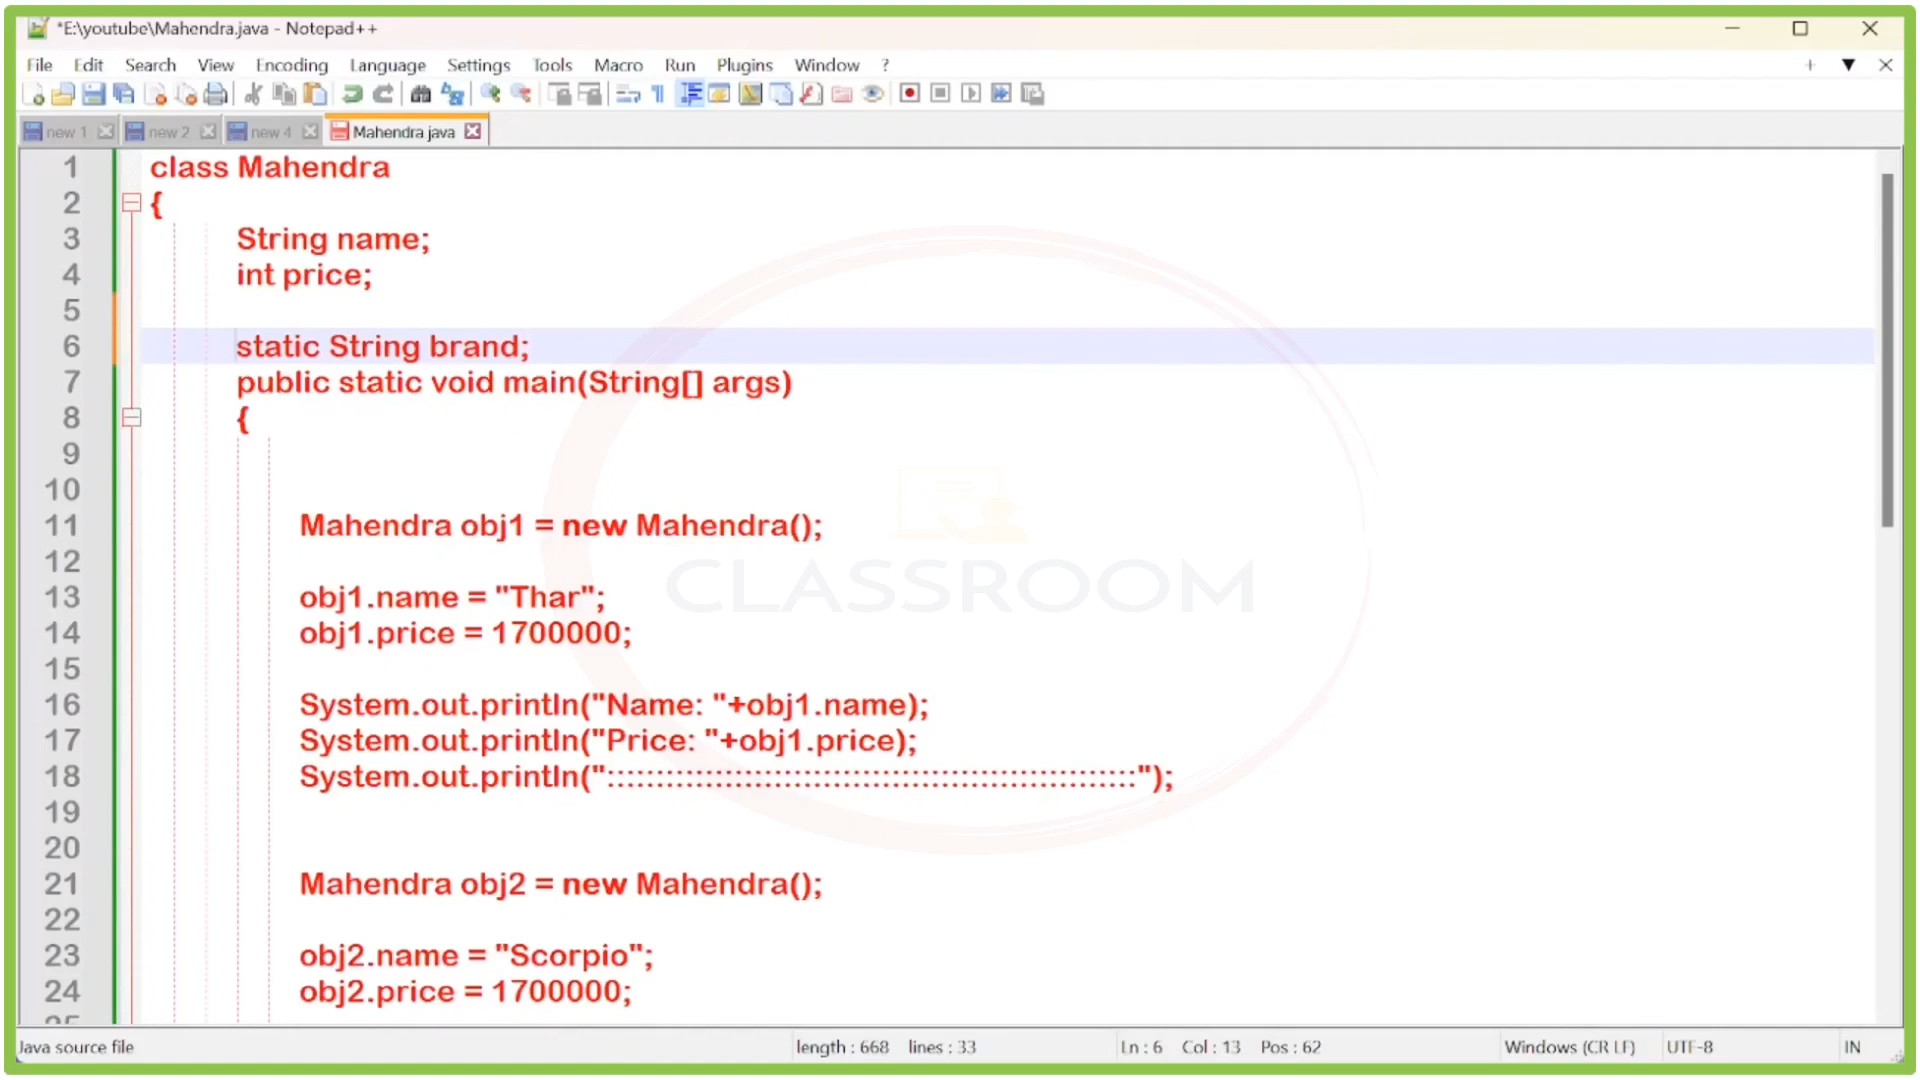 *E:\youtube\Mahendra.java - Notepad++
File Edit Search View Encoding Language Settings Tools Macro Run Plugins Window ?
new 1 new 2 new 4 Mahendra java
1 class Mahendra
2 {
3 String name;
4 int price;
5
6 static String brand;
7 public static void main(String[] args)
8 {
9
10
11 Mahendra obj1 = new Mahendra();
12
13 obj1.name = "Thar";
14 obj1.price = 1700000;
15
16 System.out.println("Name: "+obj1.name);
17 System.out.println("Price: "+obj1.price);
18 System.out.println("::::::::::::::::::::::::::::::::::::::::::::::::::::::");
19
20
21 Mahendra obj2 = new Mahendra();
22
23 obj2.name = "Scorpio";
24 obj2.price = 1700000;
25
CLASSROOM
Java source file length : 668 lines : 33 Ln : 6 Col : 13 Pos : 62 Windows (CR LF) UTF-8 IN